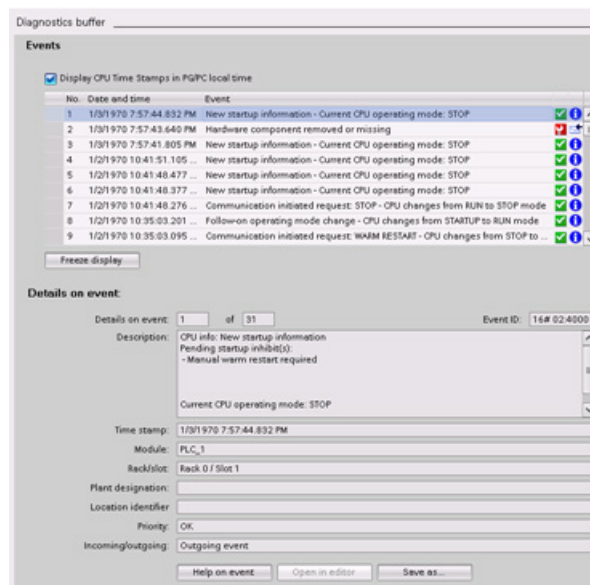 Diagnostics buffer
Events
Display CPU Time Stamps in PG/PC local time
No. Date and time Event
1 1/3/1970 7:57:44.832 PM New startup information - Current CPU operating mode: STOP
2 1/3/1970 7:57:43.640 PM Hardware component removed or missing
3 1/3/1970 7:57:41.805 PM New startup information - Current CPU operating mode: STOP
4 1/2/1970 10:41:51.105 ... New startup information - Current CPU operating mode: STOP
5 1/2/1970 10:41:48.477 ... New startup information - Current CPU operating mode: STOP
6 1/2/1970 10:41:48.377 ... New startup information - Current CPU operating mode: STOP
7 1/2/1970 10:41:48.276 ... Communication initiated request: STOP - CPU changes from RUN to STOP mode
8 1/2/1970 10:35:03.201 ... Follow-on operating mode change - CPU changes from STARTUP to RUN mode
9 1/2/1970 10:35:03.095 ... Communication initiated request: WARM RESTART - CPU changes from STOP to ...
Freeze display
Details on event:
Details on event: 1 of 31 Event ID: 16# 02:4000
Description: CPU info: New startup information
Pending startup inhibit(s):
- Manual warm restart required
Current CPU operating mode: STOP
Time stamp: 1/3/1970 7:57:44.832 PM
Module: PLC_1
Rack/slot: Rack 0 / Slot 1
Plant designation:
Location identifier
Priority: OK
Incoming/outgoing: Outgoing event
Help on event Open in editor Save as...